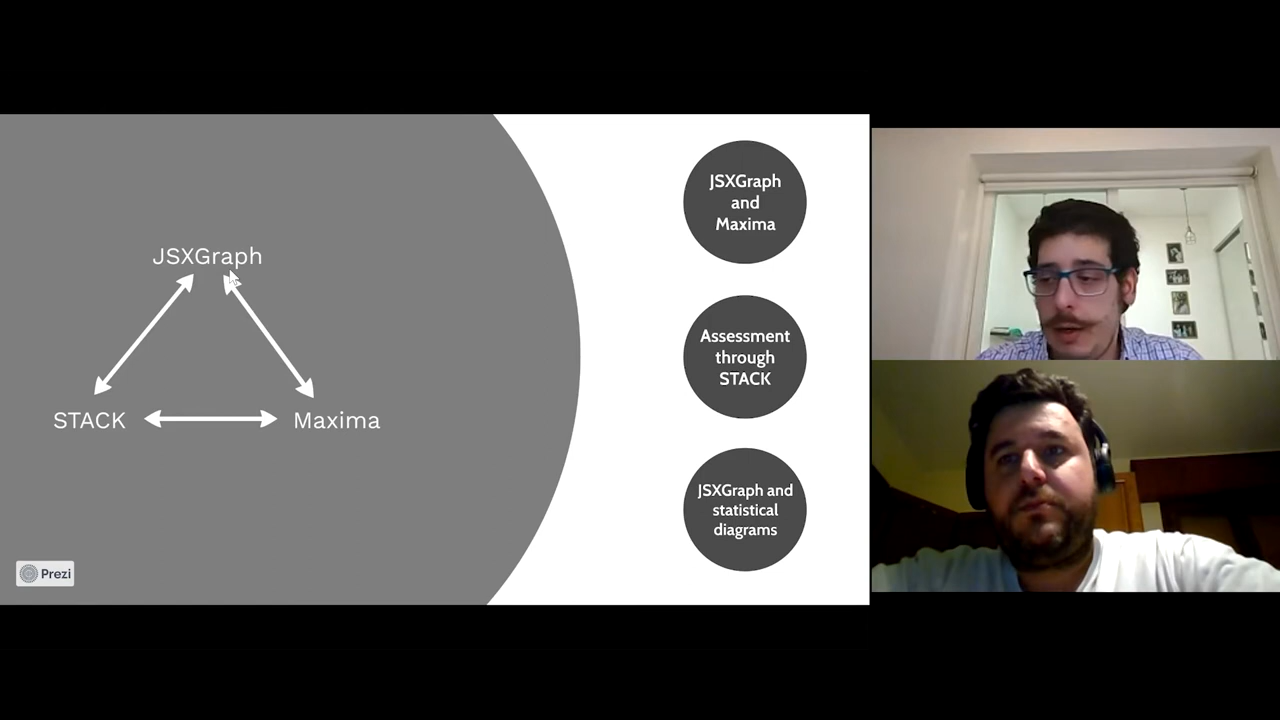 JSXGraph
STACK
Maxima
JSXGraph
and
Maxima
Assessment
through
STACK
JSXGraph and
statistical
diagrams
Prezi